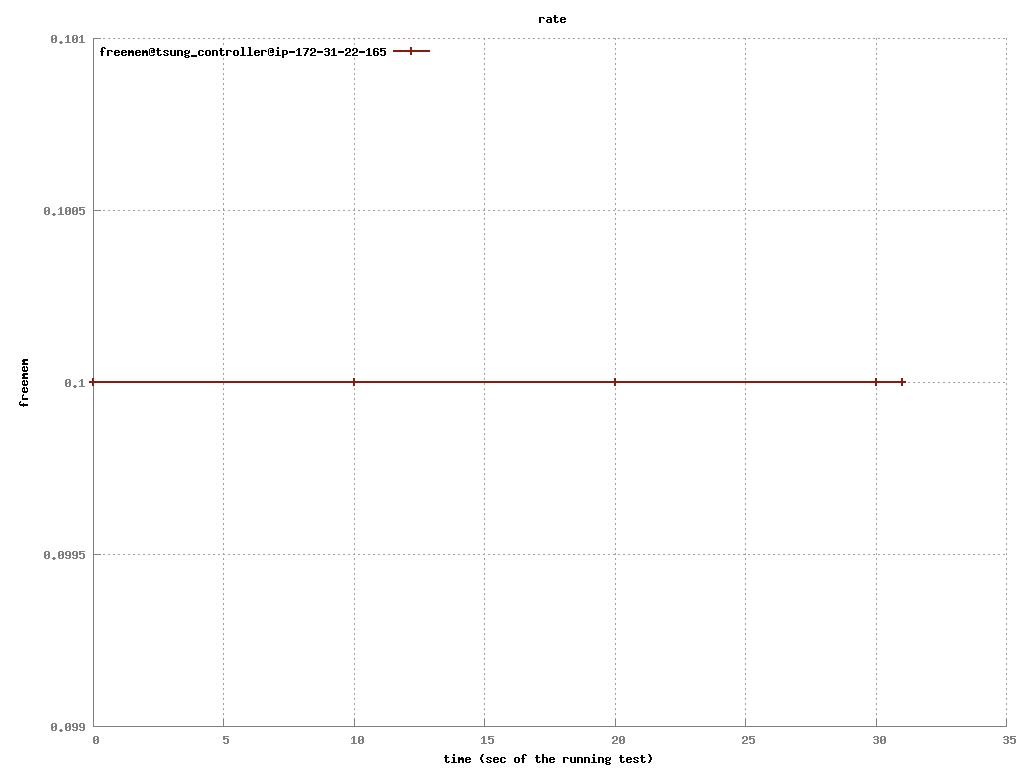 rate
0.101
freemem@tsung_controller@ip-172-31-22-165
0.1005
freemem
0.1
0.0995
0.099
0 5 10 15 20 25 30 35
time (sec of the running test)